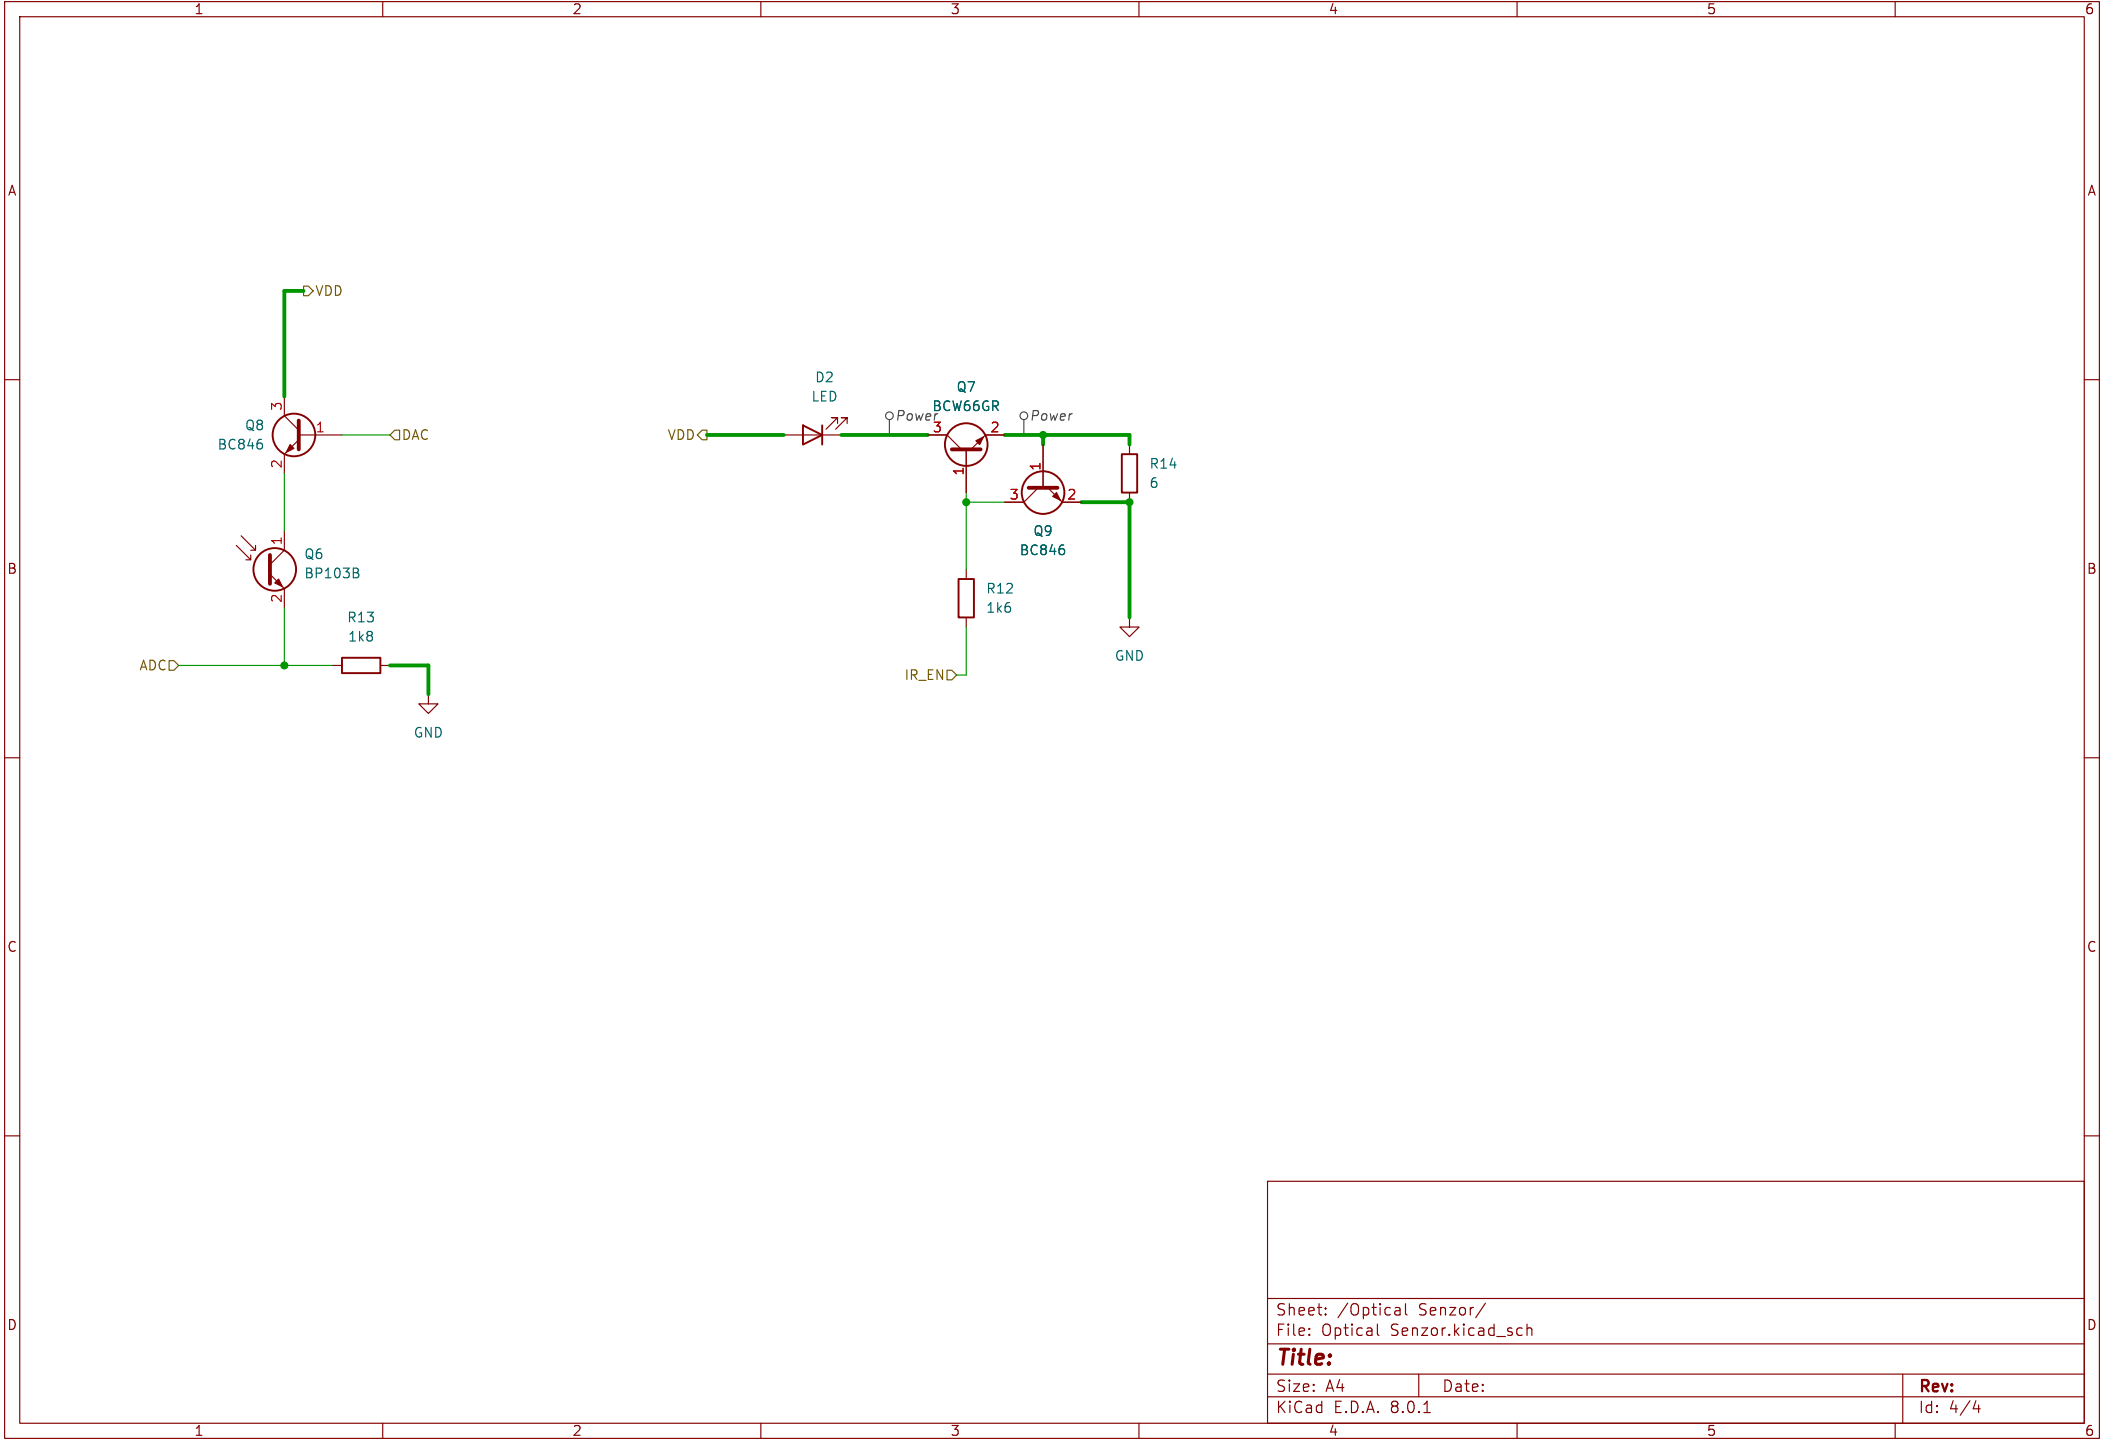 1 2 3 4 5 6
A A
VDD
D2
LED
Q7
BCW66GR
Power
Power
3
Q8
BC846
1
DAC
2
VDD
3
2
1
1
R14
6
3
2
Q9
BC846
1
Q6
BP103B
2
B B
R12
1k6
R13
1k8
ADC
GND
IR_EN
GND
C C
D D
Sheet: /Optical Senzor/
File: Optical Senzor.kicad_sch
Title:
Size: A4 Date: Rev:
KiCad E.D.A. 8.0.1 Id: 4/4
1 2 3 4 5 6